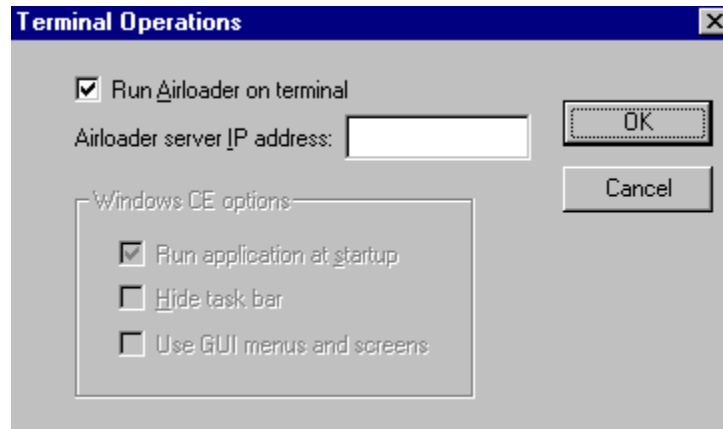 Terminal Operations
Run Airloader on terminal
Airloader server IP address:
OK
Cancel
Windows CE options
Run application at startup
Hide task bar
Use GUI menus and screens